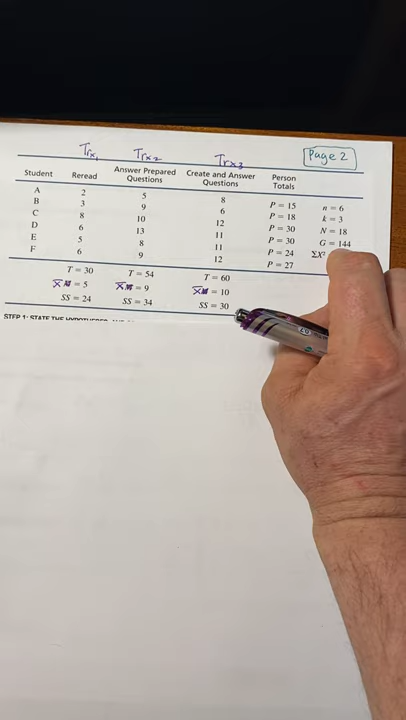 Trx1 Trx2 Trx3 Page 2
Student Reread Answer Prepared Questions Create and Answer Questions Person Totals
A 2 5 8 P = 15 n = 6
B 3 9 6 P = 18 k = 3
C 8 10 12 P = 30 N = 18
D 6 13 11 P = 30 G = 144
E 5 8 11 P = 24 ΣX²
F 6 9 12 P = 27
T = 30 T = 54 T = 60
X̄ = 5 X̄ = 9 X̄ = 10
SS = 24 SS = 34 SS = 30
STEP 1: STATE THE